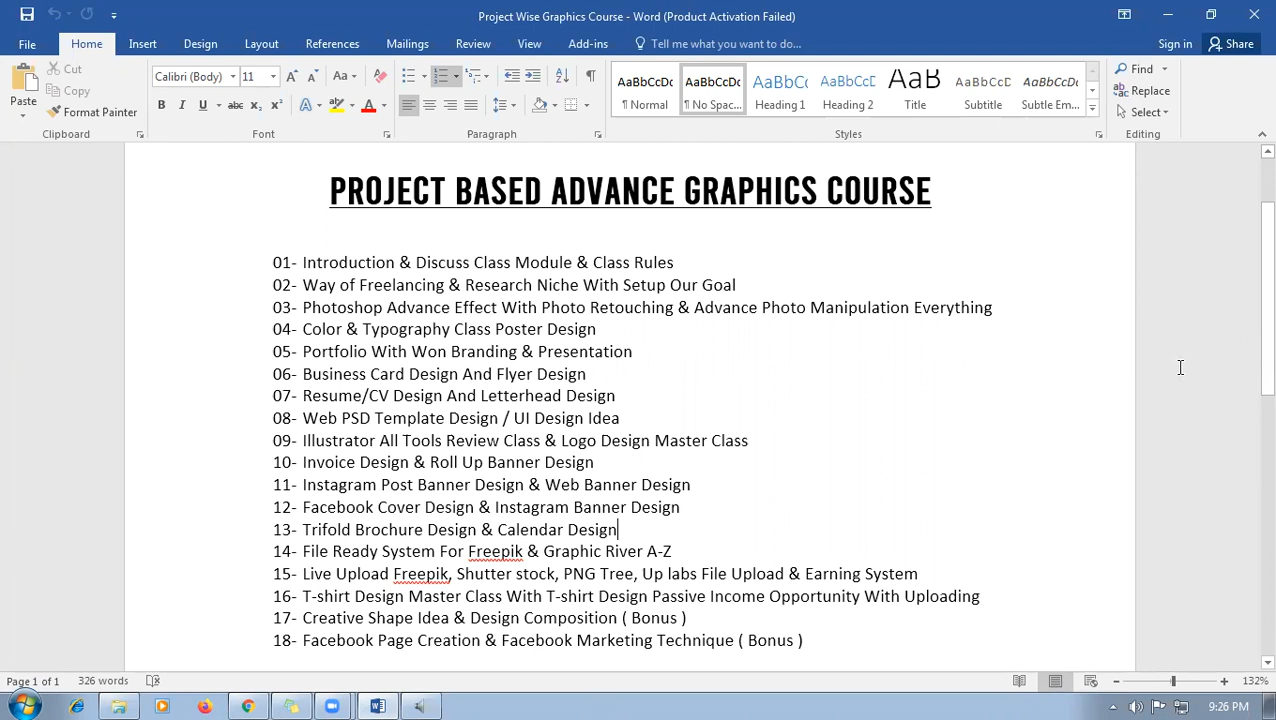 Project Wise Graphics Course - Word (Product Activation Failed)
File Home Insert Design Layout References Mailings Review View Add-ins Tell me what you want to do... Sign in Share
Cut
Copy
Format Painter
Paste
Clipboard
Calibri (Body) 11
Font
Paragraph
AaBbCcDc AaBbCcDc AaBbCc AaBbCcD AaB AaBbCcD AaBbCcDc
¶ Normal ¶ No Spac... Heading 1 Heading 2 Title Subtitle Subtle Em...
Styles
Find
Replace
Select
Editing
PROJECT BASED ADVANCE GRAPHICS COURSE
01- Introduction & Discuss Class Module & Class Rules
02- Way of Freelancing & Research Niche With Setup Our Goal
03- Photoshop Advance Effect With Photo Retouching & Advance Photo Manipulation Everything
04- Color & Typography Class Poster Design
05- Portfolio With Won Branding & Presentation
06- Business Card Design And Flyer Design
07- Resume/CV Design And Letterhead Design
08- Web PSD Template Design / UI Design Idea
09- Illustrator All Tools Review Class & Logo Design Master Class
10- Invoice Design & Roll Up Banner Design
11- Instagram Post Banner Design & Web Banner Design
12- Facebook Cover Design & Instagram Banner Design
13- Trifold Brochure Design & Calendar Design
14- File Ready System For Freepik & Graphic River A-Z
15- Live Upload Freepik, Shutter stock, PNG Tree, Up labs File Upload & Earning System
16- T-shirt Design Master Class With T-shirt Design Passive Income Opportunity With Uploading
17- Creative Shape Idea & Design Composition ( Bonus )
18- Facebook Page Creation & Facebook Marketing Technique ( Bonus )
Page 1 of 1 326 words 132%
9:26 PM